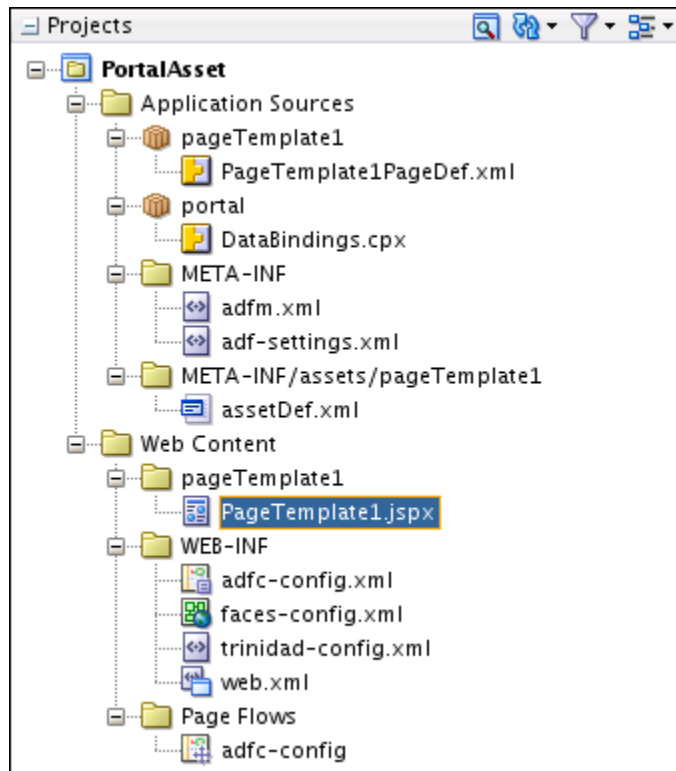 Projects
PortalAsset
Application Sources
pageTemplate1
PageTemplate1PageDef.xml
portal
DataBindings.cpx
META-INF
adfm.xml
adf-settings.xml
META-INF/assets/pageTemplate1
assetDef.xml
Web Content
pageTemplate1
PageTemplate1.jspx
WEB-INF
adfc-config.xml
faces-config.xml
trinidad-config.xml
web.xml
Page Flows
adfc-config